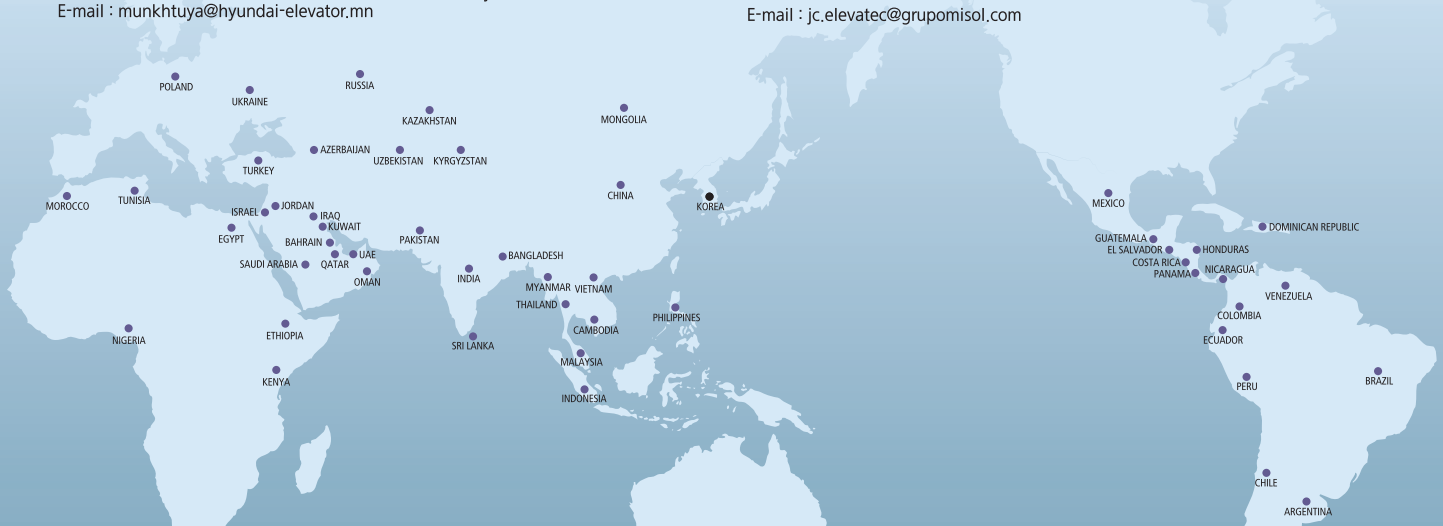 E-mail : munkhtuya@hyundai-elevator.mn
E-mail : jc.elevatec@grupomisol.com
POLAND
RUSSIA
UKRAINE
KAZAKHSTAN
MONGOLIA
AZERBAIJAN
UZBEKISTAN
KYRGYZSTAN
TURKEY
CHINA
KOREA
MOROCCO
TUNISIA
ISRAEL
JORDAN
IRAQ
KUWAIT
EGYPT
BAHRAIN
PAKISTAN
SAUDI ARABIA
QATAR
UAE
OMAN
BANGLADESH
INDIA
MYANMAR
VIETNAM
THAILAND
CAMBODIA
PHILIPPINES
NIGERIA
ETHIOPIA
SRI LANKA
MALAYSIA
KENYA
INDONESIA
MEXICO
DOMINICAN REPUBLIC
GUATEMALA
EL SALVADOR
HONDURAS
COSTA RICA
NICARAGUA
PANAMA
VENEZUELA
COLOMBIA
ECUADOR
PERU
BRAZIL
CHILE
ARGENTINA